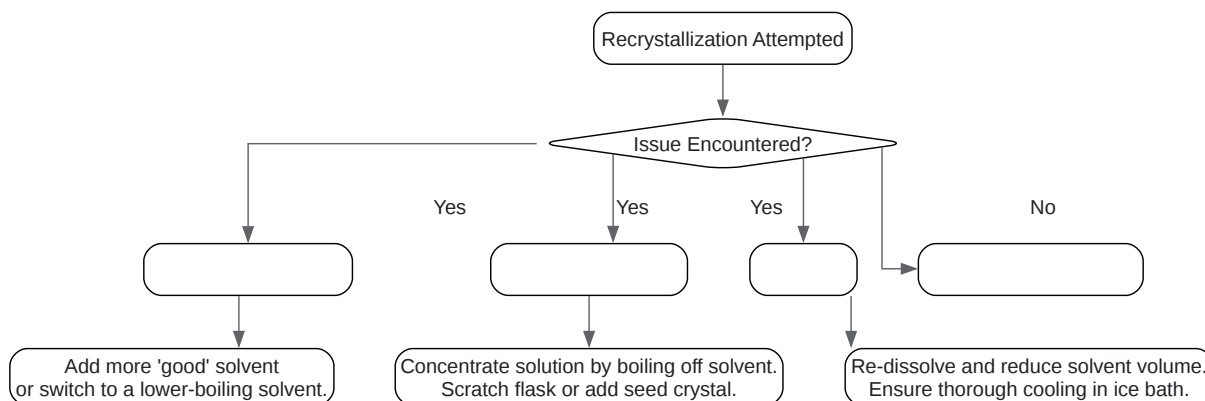 Recrystallization Attempted
Issue Encountered?
Yes
Yes
Yes
No
Add more 'good' solvent
or switch to a lower-boiling solvent.
Concentrate solution by boiling off solvent.
Scratch flask or add seed crystal.
Re-dissolve and reduce solvent volume.
Ensure thorough cooling in ice bath.